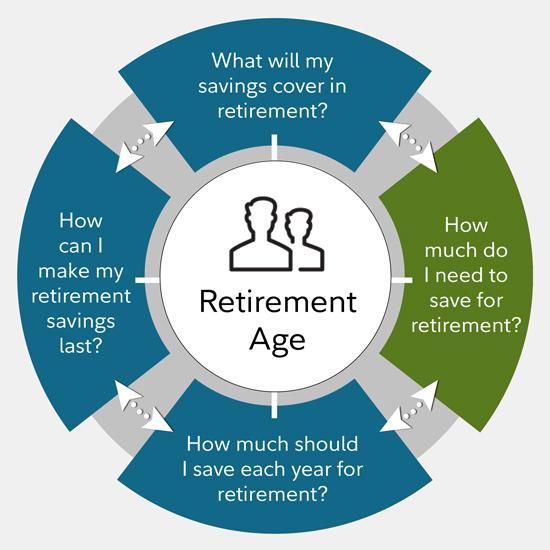 What will my
savings cover in
retirement?
How
much do
I need to
save for
retirement?
How much should
I save each year for
retirement?
How
can I
make my
retirement
savings
last?
Retirement
Age